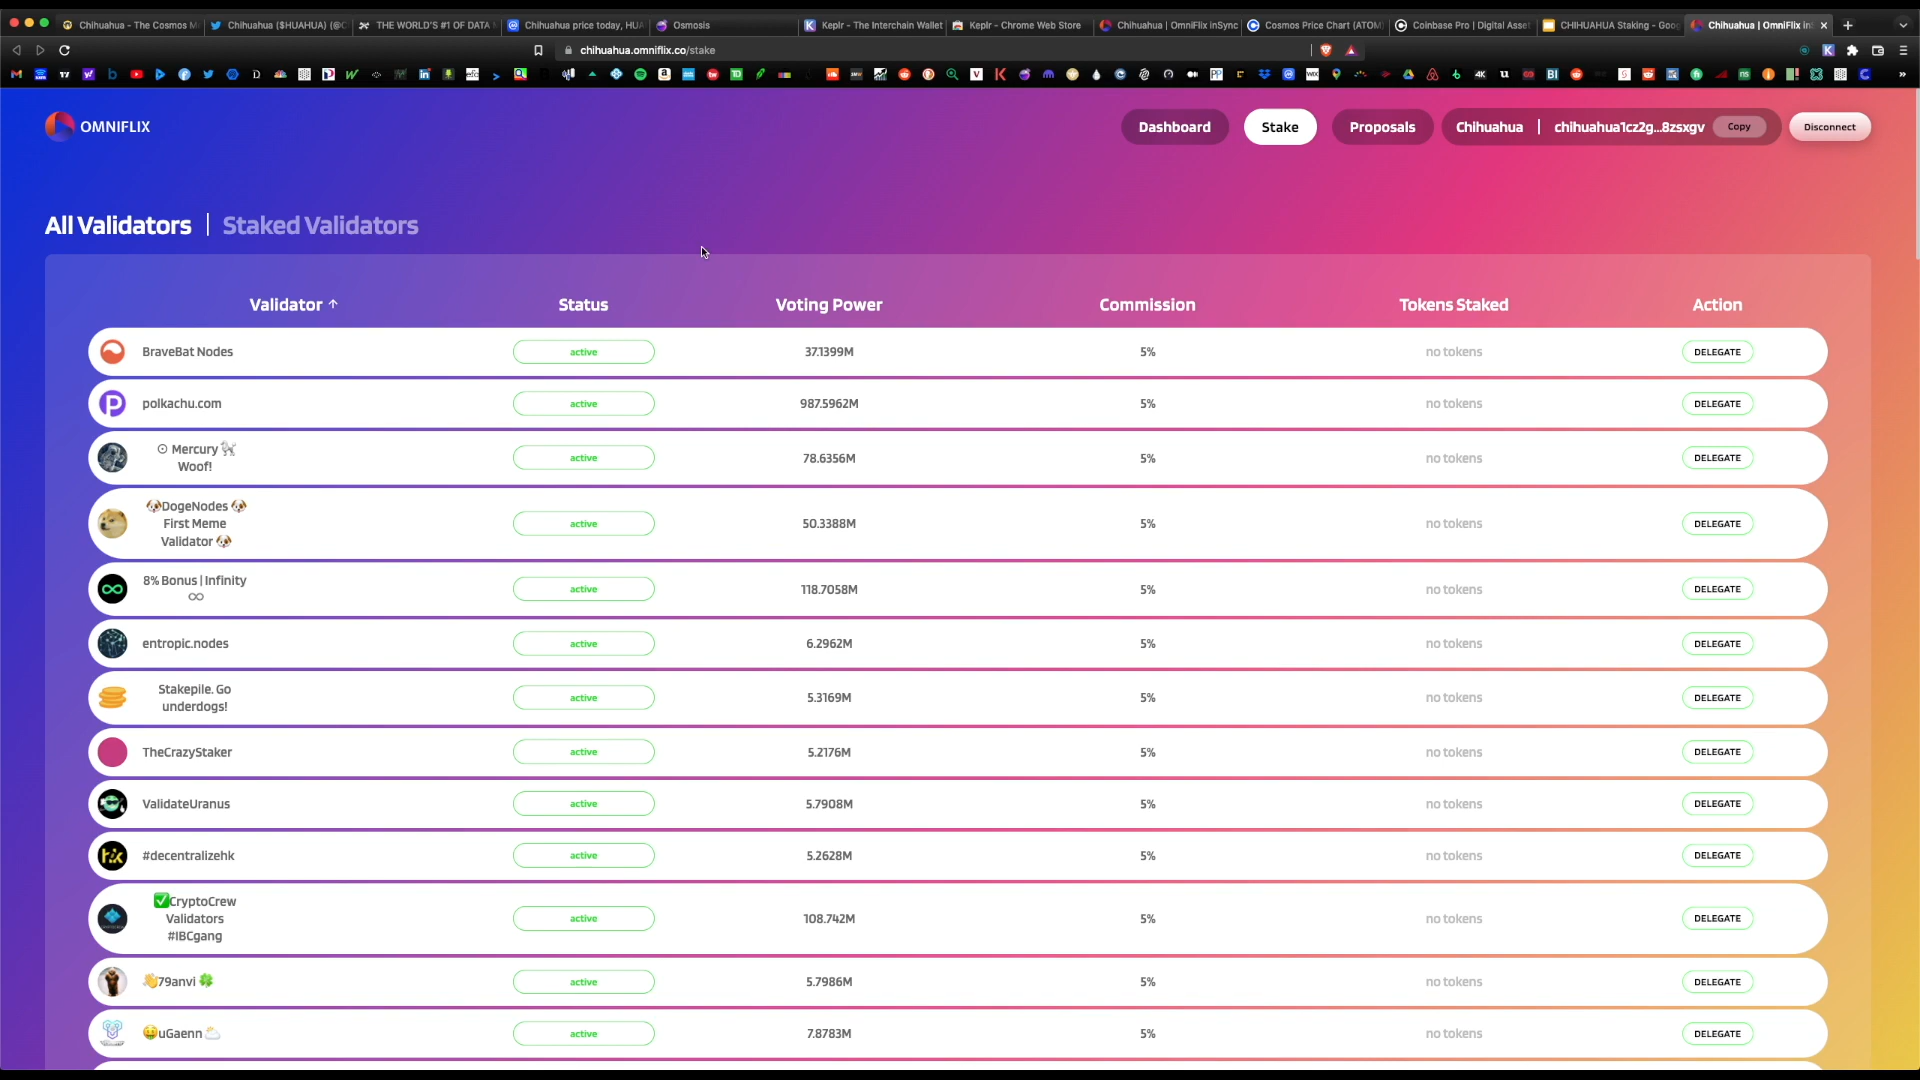 Chihuahua - The Cosmos M
Chihuahua ($HUAHUA) (@C
THE WORLD'S #1 OF DATA
Chihuahua price today, HUA
Osmosis
Keplr - The Interchain Wallet
Keplr - Chrome Web Store
Chihuahua | OmniFlix inSync
Cosmos Price Chart (ATOM)
Coinbase Pro | Digital Asset
CHIHUAHUA Staking - Goog
Chihuahua | OmniFlix in
chihuahua.omniflix.co/stake
OMNIFLIX
Dashboard
Stake
Proposals
Chihuahua | chihuahua1cz2g...8zsxgv
Copy
Disconnect
All Validators | Staked Validators
Validator ↑ Status Voting Power Commission Tokens Staked Action
BraveBat Nodes active 37.1399M 5% no tokens DELEGATE
polkachu.com active 987.5962M 5% no tokens DELEGATE
☉ Mercury 🐩
Woof!
active 78.6356M 5% no tokens DELEGATE
🐶DogeNodes 🐶
First Meme
Validator 🐶
active 50.3388M 5% no tokens DELEGATE
8% Bonus | Infinity
∞
active 118.7058M 5% no tokens DELEGATE
entropic.nodes active 6.2962M 5% no tokens DELEGATE
Stakepile. Go
underdogs!
active 5.3169M 5% no tokens DELEGATE
TheCrazyStaker active 5.2176M 5% no tokens DELEGATE
ValidateUranus active 5.7908M 5% no tokens DELEGATE
#decentralizehk active 5.2628M 5% no tokens DELEGATE
✅CryptoCrew
Validators
#IBCgang
active 108.742M 5% no tokens DELEGATE
👋79anvi 🍀 active 5.7986M 5% no tokens DELEGATE
🤑uGaenn 🌥 active 7.8783M 5% no tokens DELEGATE